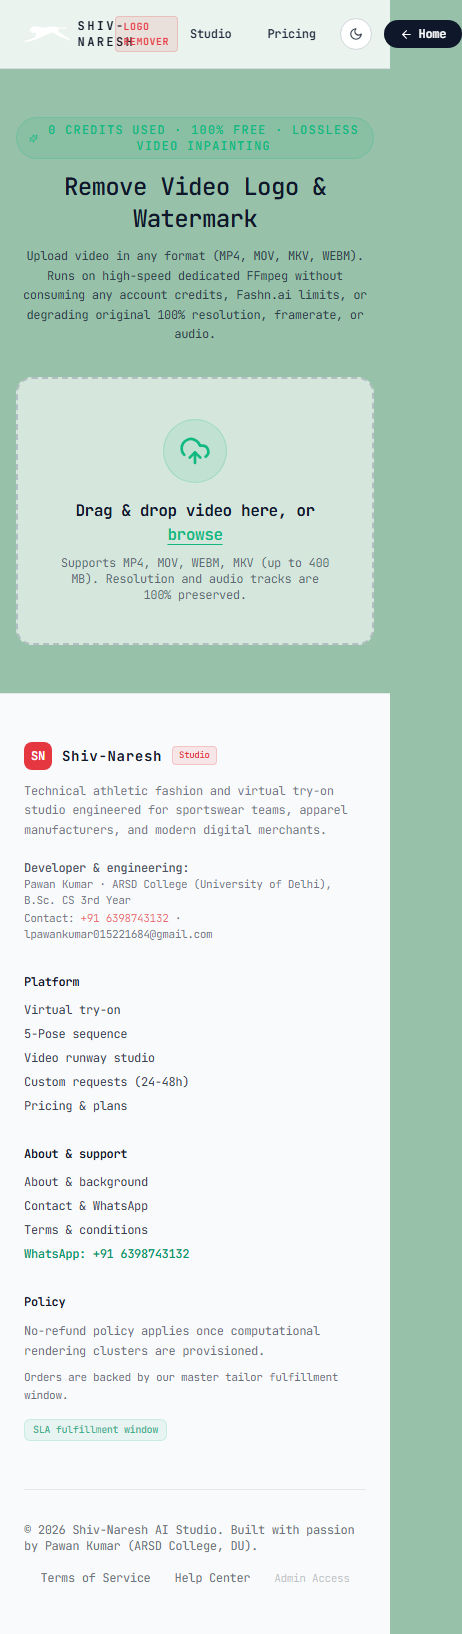 SHIV-
NARESH
LOGO
REMOVER
Studio
Pricing
← Home
0 CREDITS USED · 100% FREE · LOSSLESS
VIDEO INPAINTING
Remove Video Logo &
Watermark
Upload video in any format (MP4, MOV, MKV, WEBM).
Runs on high-speed dedicated FFmpeg without
consuming any account credits, Fashn.ai limits, or
degrading original 100% resolution, framerate, or
audio.
Drag & drop video here, or
browse
Supports MP4, MOV, WEBM, MKV (up to 400
MB). Resolution and audio tracks are
100% preserved.
SN Shiv-Naresh Studio
Technical athletic fashion and virtual try-on
studio engineered for sportswear teams, apparel
manufacturers, and modern digital merchants.
Developer & engineering:
Pawan Kumar · ARSD College (University of Delhi),
B.Sc. CS 3rd Year
Contact: +91 6398743132 ·
lpawankumar015221684@gmail.com
Platform
Virtual try-on
5-Pose sequence
Video runway studio
Custom requests (24-48h)
Pricing & plans
About & support
About & background
Contact & WhatsApp
Terms & conditions
WhatsApp: +91 6398743132
Policy
No-refund policy applies once computational
rendering clusters are provisioned.
Orders are backed by our master tailor fulfillment
window.
SLA fulfillment window
© 2026 Shiv-Naresh AI Studio. Built with passion
by Pawan Kumar (ARSD College, DU).
Terms of Service Help Center Admin Access